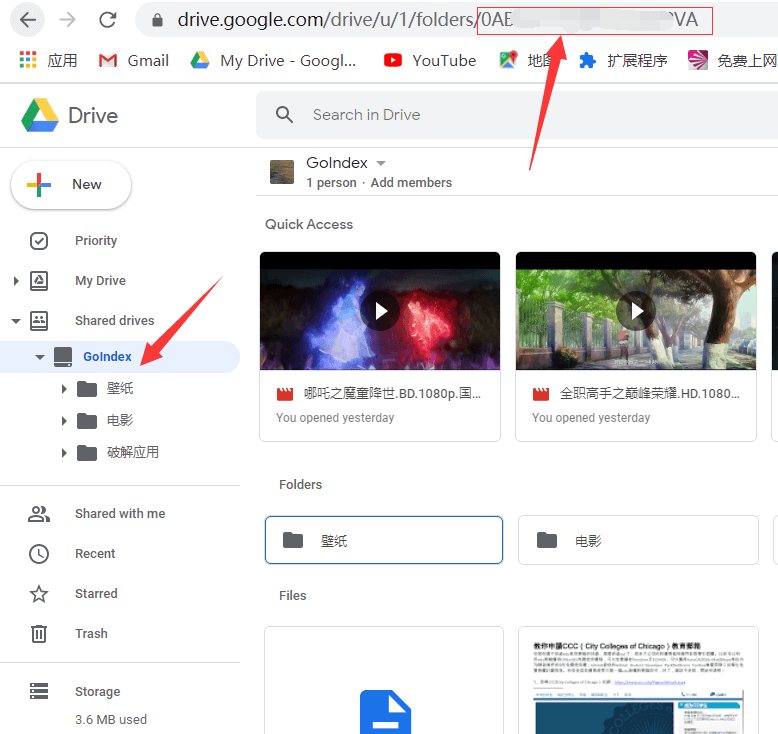 drive.google.com/drive/u/1/folders/0AD
VA
应用
Gmail
My Drive - Googl...
YouTube
地图
扩展程序
免费上网
Drive
Search in Drive
GoIndex
1 person · Add members
New
Quick Access
Priority
My Drive
Shared drives
GoIndex
壁纸
电影
破解应用
哪吒之魔童降世.BD.1080p.国...
You opened yesterday
全职高手之巅峰荣耀.HD.1080...
You opened yesterday
Folders
壁纸
电影
Shared with me
Recent
Starred
Trash
Files
教你申請CCC（City Colleges of Chicago）教育郵箱
Storage
3.6 MB used